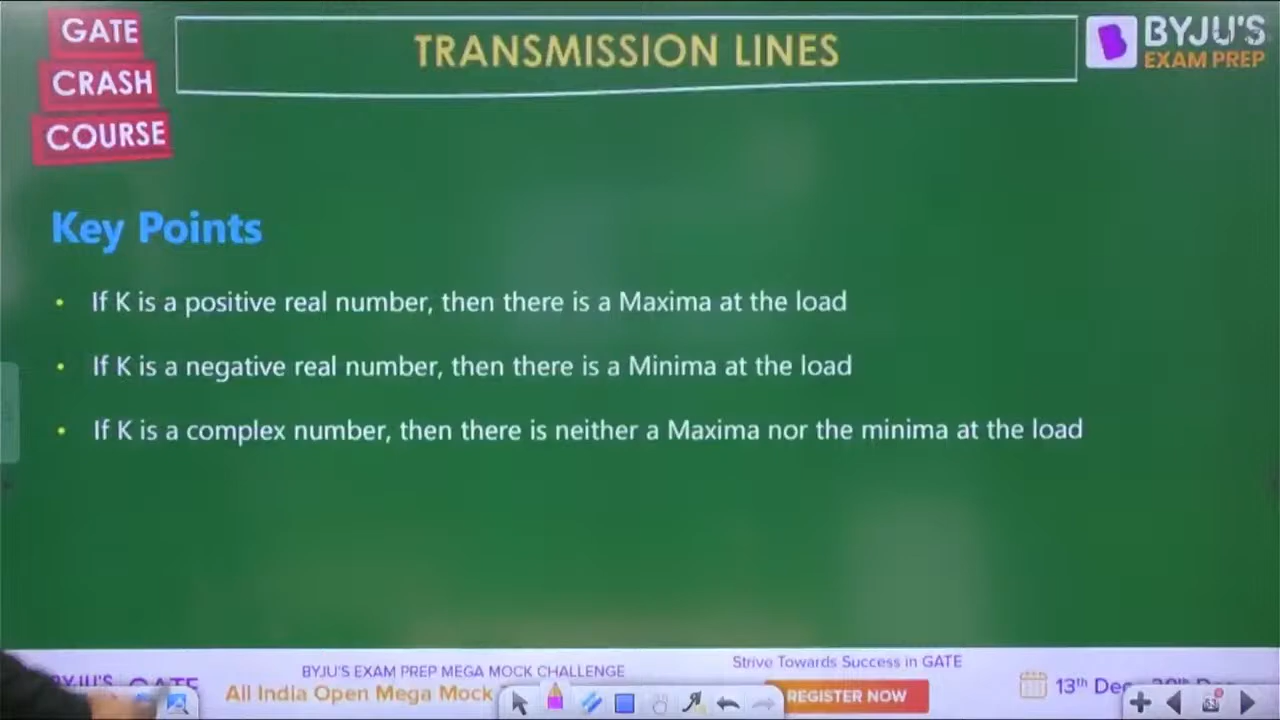 GATE
CRASH
COURSE
TRANSMISSION LINES
BYJU'S
EXAM PREP
Key Points
• If K is a positive real number, then there is a Maxima at the load
• If K is a negative real number, then there is a Minima at the load
• If K is a complex number, then there is neither a Maxima nor the minima at the load
BYJU'S GATE
BYJU'S EXAM PREP MEGA MOCK CHALLENGE
All India Open Mega Mock
Strive Towards Success in GATE
REGISTER NOW
13th Dec
63